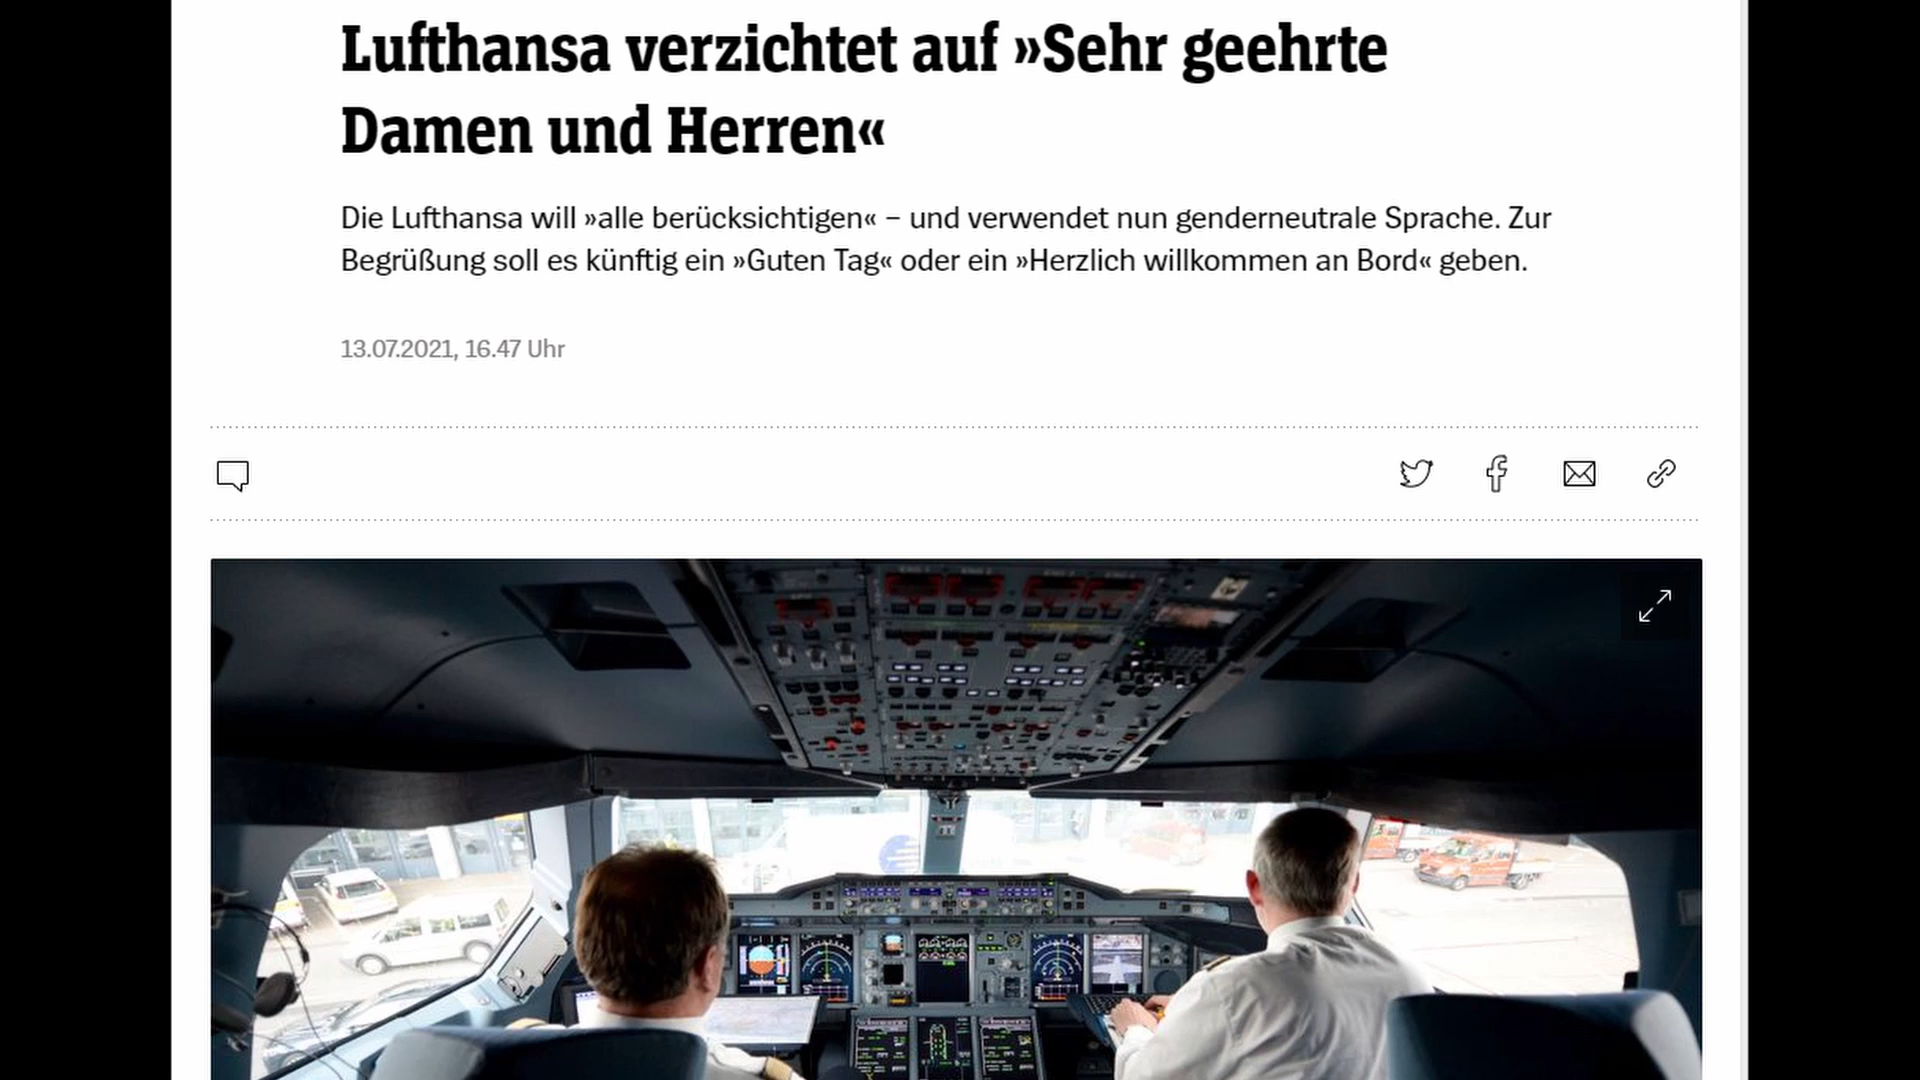 Lufthansa verzichtet auf »Sehr geehrte
Damen und Herren«
Die Lufthansa will »alle berücksichtigen« – und verwendet nun genderneutrale Sprache. Zur
Begrüßung soll es künftig ein »Guten Tag« oder ein »Herzlich willkommen an Bord« geben.
13.07.2021, 16.47 Uhr